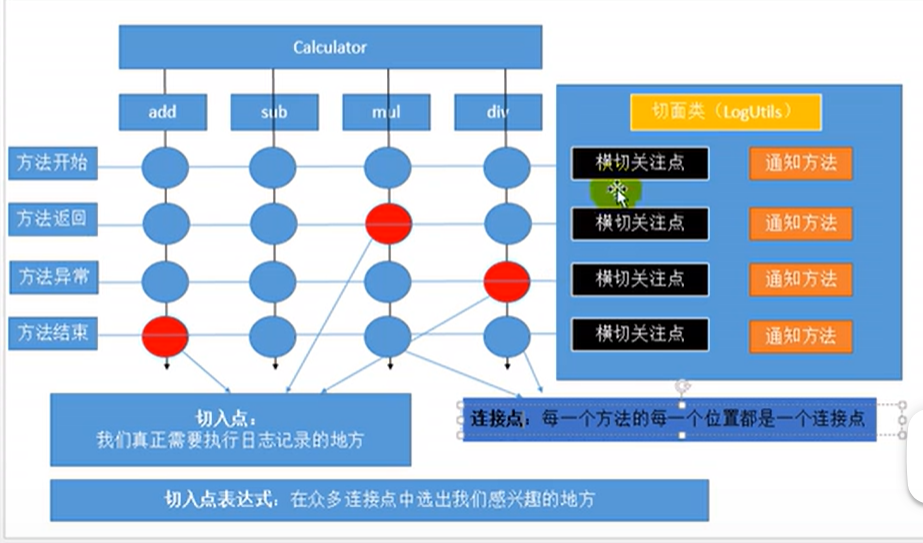 Calculator
add
sub
mul
div
切面类（LogUtils）
方法开始
横切关注点
通知方法
方法返回
横切关注点
通知方法
方法异常
横切关注点
通知方法
方法结束
横切关注点
通知方法
切入点：
我们真正需要执行日志记录的地方
连接点：每一个方法的每一个位置都是一个连接点
切入点表达式：在众多连接点中选出我们感兴趣的地方